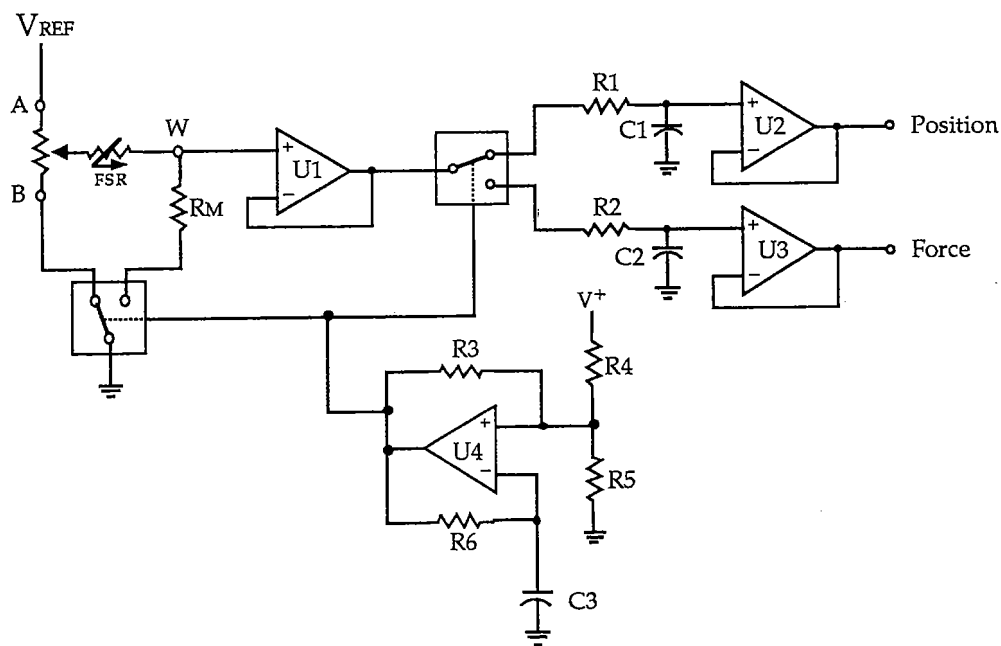 VREF
A
W
B
FSR
RM
+
U1
−
R1
C1
+
U2
−
Position
R2
C2
+
U3
−
Force
V+
R3
R4
+
U4
−
R5
R6
C3